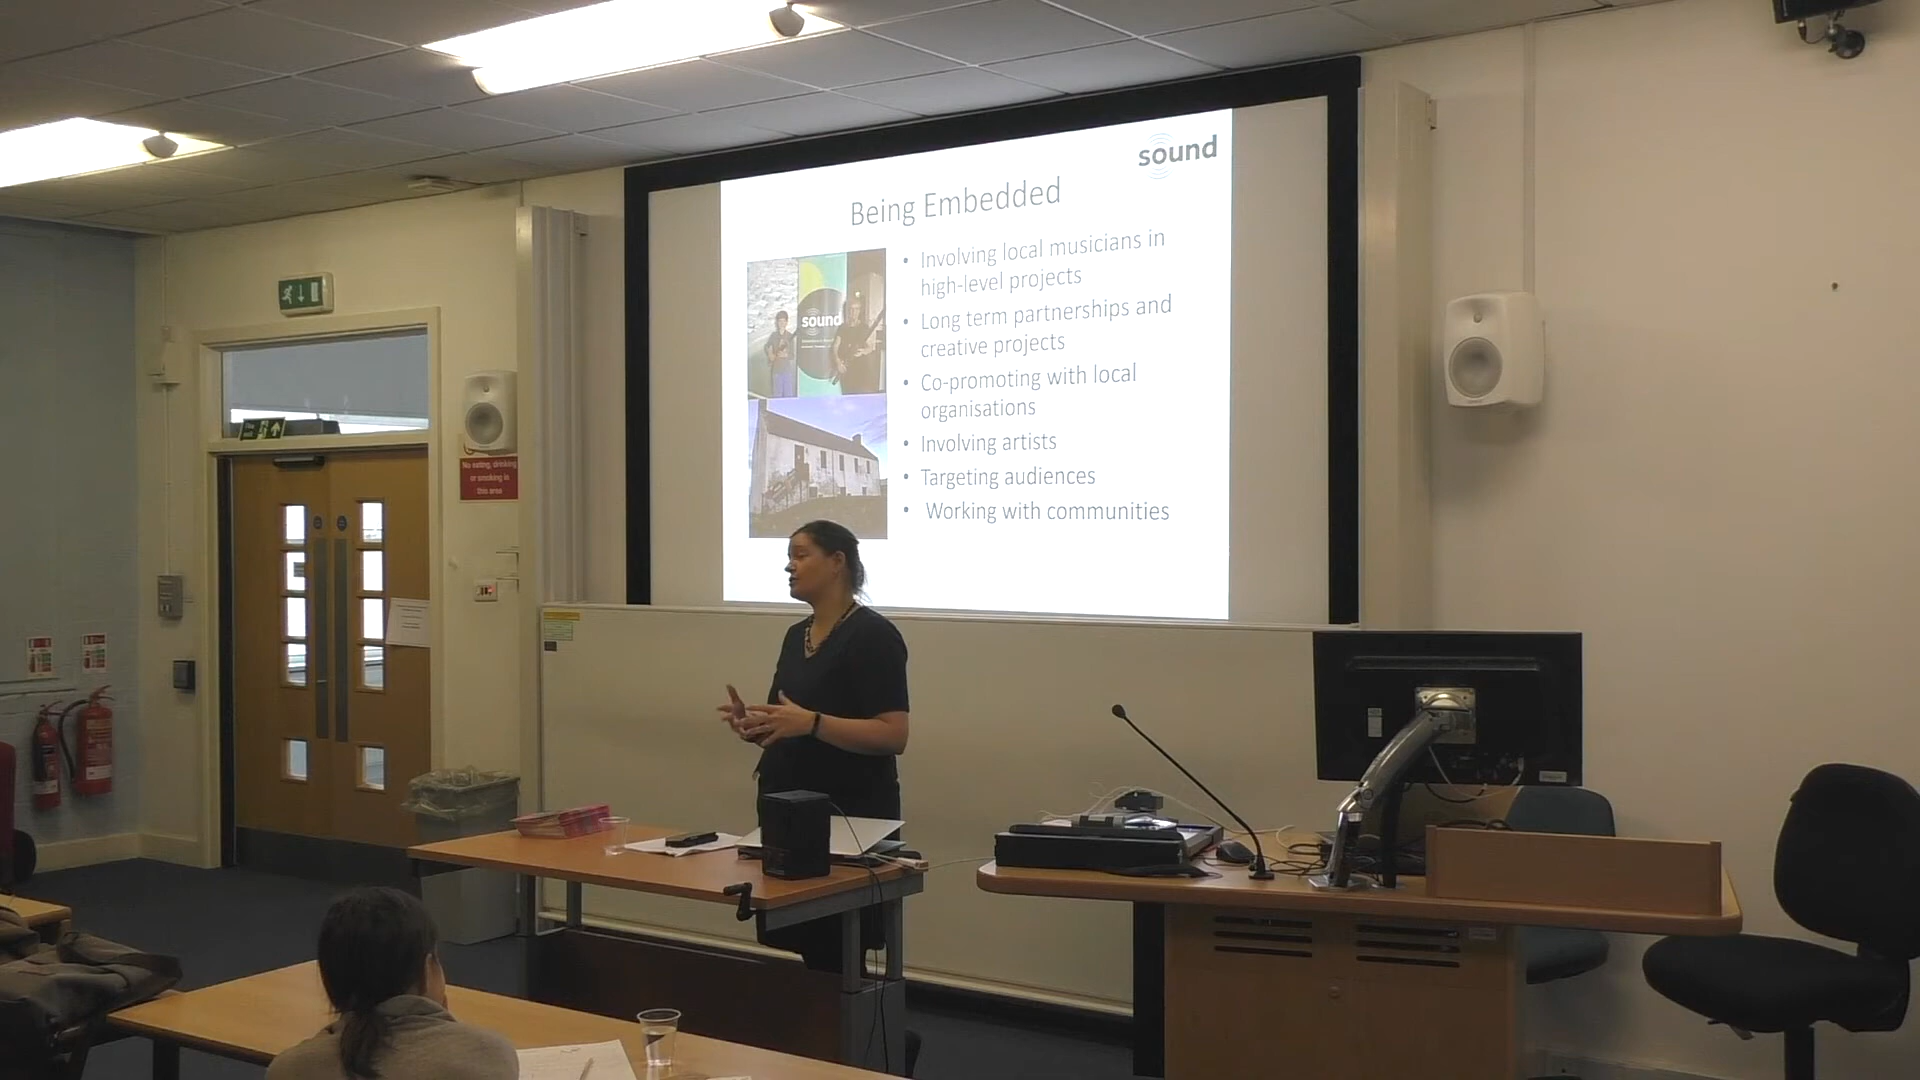 sound
Being Embedded
• Involving local musicians in
high-level projects
• Long term partnerships and
creative projects
• Co-promoting with local
organisations
• Involving artists
• Targeting audiences
• Working with communities
sound
No eating, drinking
or smoking in
this area